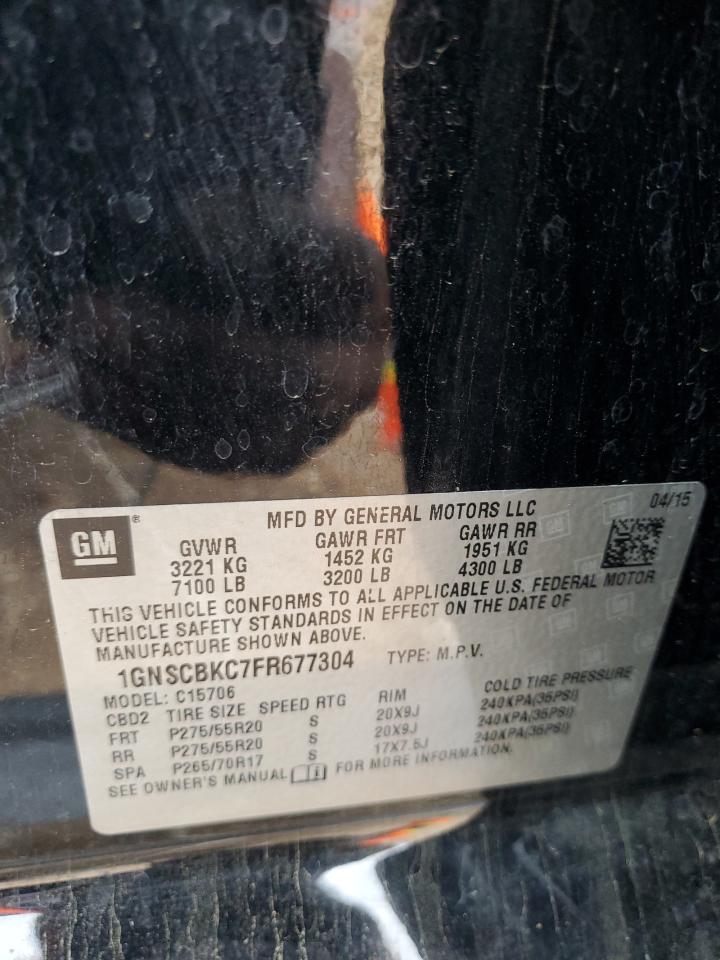 GM ®
MFD BY GENERAL MOTORS LLC
04/15
GVWR GAWR FRT GAWR RR
3221 KG 1452 KG 1951 KG
7100 LB 3200 LB 4300 LB
THIS VEHICLE CONFORMS TO ALL APPLICABLE U.S. FEDERAL MOTOR
VEHICLE SAFETY STANDARDS IN EFFECT ON THE DATE OF
MANUFACTURE SHOWN ABOVE.
1GNSCBKC7FR677304 TYPE: M.P.V.
MODEL: C15706
CBD2 TIRE SIZE SPEED RTG RIM COLD TIRE PRESSURE
FRT P275/55R20 S 20X9J 240KPA(35PSI)
RR P275/55R20 S 20X9J 240KPA(35PSI)
SPA P265/70R17 S 17X7.5J 240KPA(35PSI)
SEE OWNER'S MANUAL FOR MORE INFORMATION.